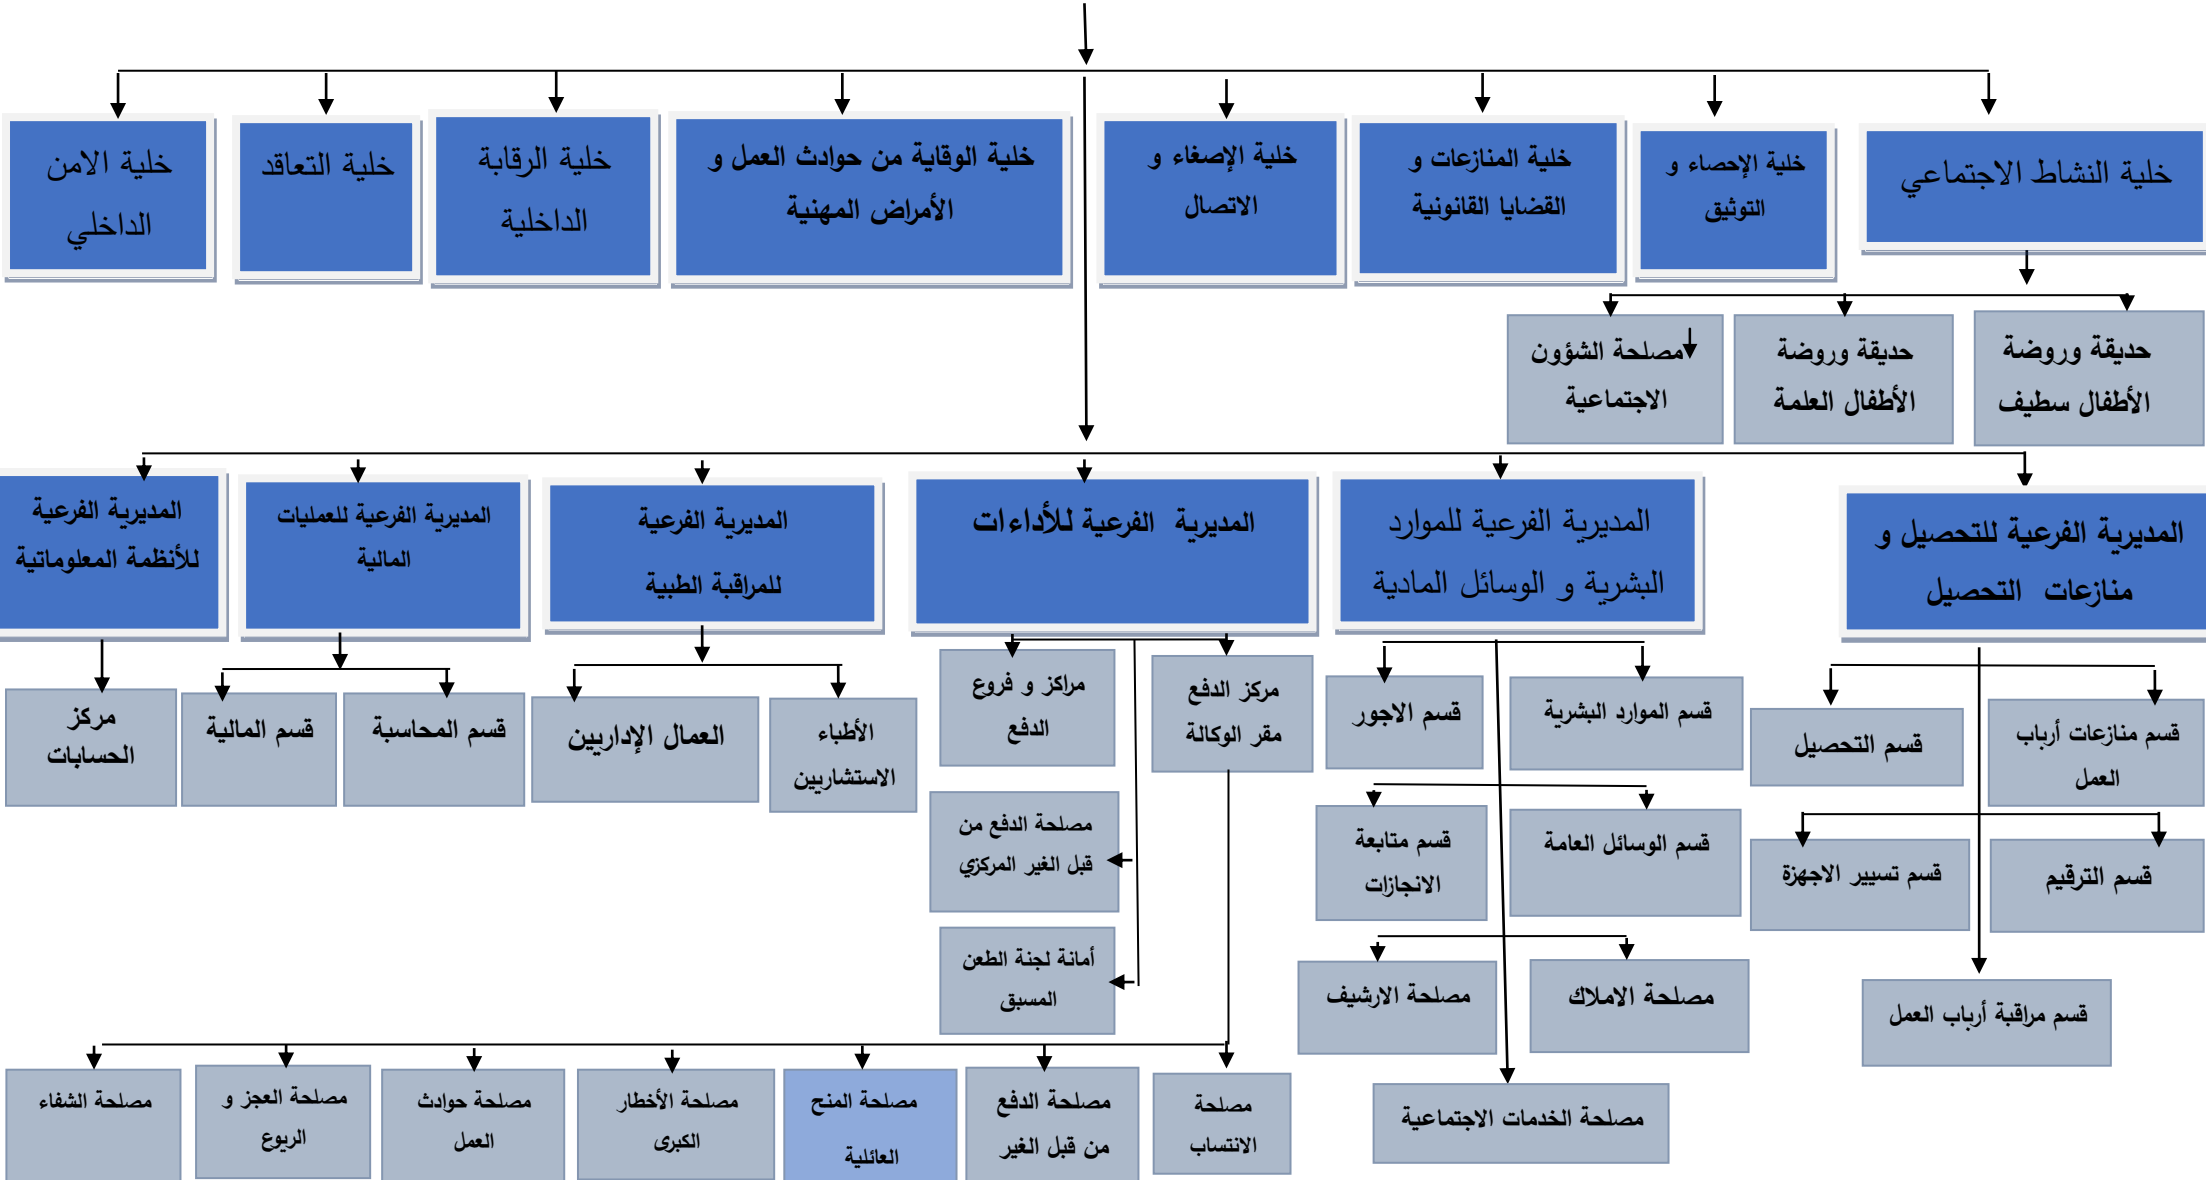 خلية النشاط الاجتماعي
خلية الإحصاء و
التوثيق
خلية المنازعات و
القضايا القانونية
خلية الإصغاء و
الاتصال
خلية الوقاية من حوادث العمل و
الأمراض المهنية
خلية الرقابة
الداخلية
خلية التعاقد
خلية الامن
الداخلي
حديقة وروضة
الأطفال سطيف
حديقة وروضة
الأطفال العلمة
مصلحة الشؤون
الاجتماعية
المديرية الفرعية للتحصيل و
منازعات التحصيل
المديرية الفرعية للموارد
البشرية و الوسائل المادية
المديرية الفرعية للأداءات
المديرية الفرعية
للمراقبة الطبية
المديرية الفرعية للعمليات
المالية
المديرية الفرعية
للأنظمة المعلوماتية
قسم منازعات أرباب
العمل
قسم التحصيل
قسم الموارد البشرية
قسم الاجور
مركز الدفع
مقر الوكالة
مراكز و فروع
الدفع
الأطباء
الاستشاريين
العمال الإداريين
قسم المحاسبة
قسم المالية
مركز
الحسابات
قسم الترقيم
قسم تسيير الاجهزة
قسم الوسائل العامة
قسم متابعة
الانجازات
مصلحة الدفع من
قبل الغير المركزي
قسم مراقبة أرباب العمل
مصلحة الاملاك
مصلحة الارشيف
أمانة لجنة الطعن
المسبق
مصلحة الخدمات الاجتماعية
مصلحة
الانتساب
مصلحة الدفع
من قبل الغير
مصلحة المنح
العائلية
مصلحة الأخطار
الكبرى
مصلحة حوادث
العمل
مصلحة العجز و
الريوع
مصلحة الشفاء